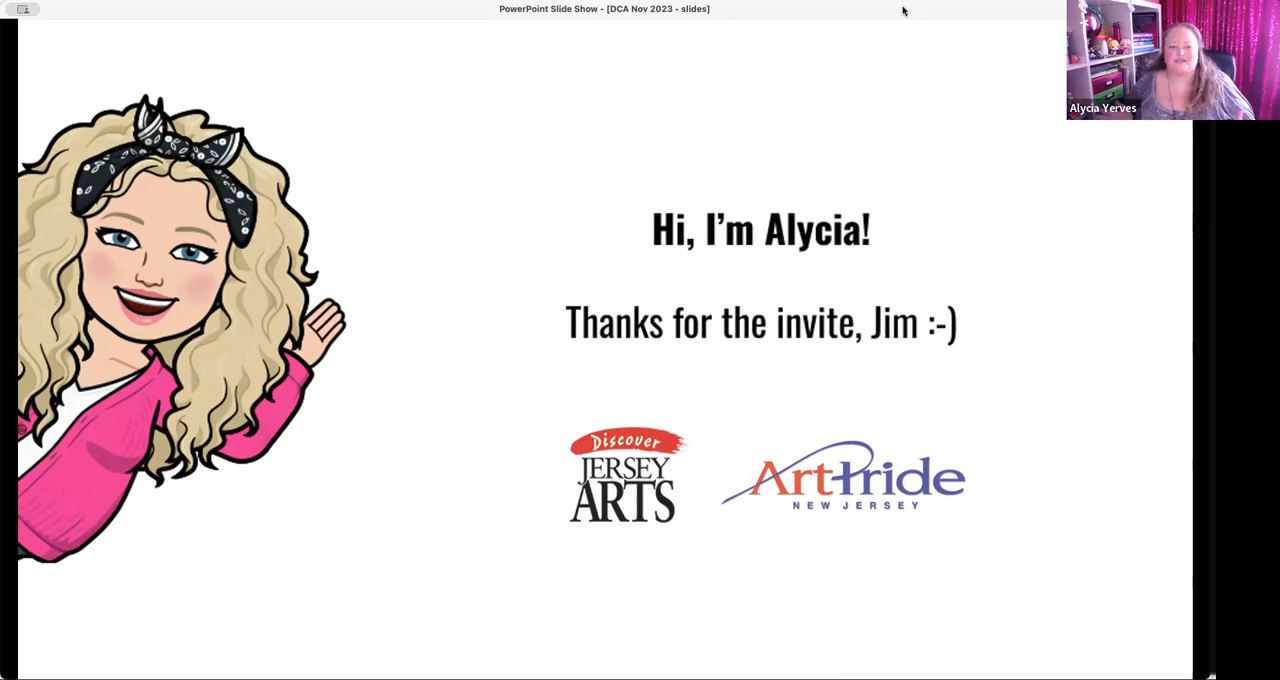 PowerPoint Slide Show - [DCA Nov 2023 - slides]
Alycia Yerves
Hi, I'm Alycia!
Thanks for the invite, Jim :-)
Discover
JERSEY
ARTS
ArtPride
NEW JERSEY